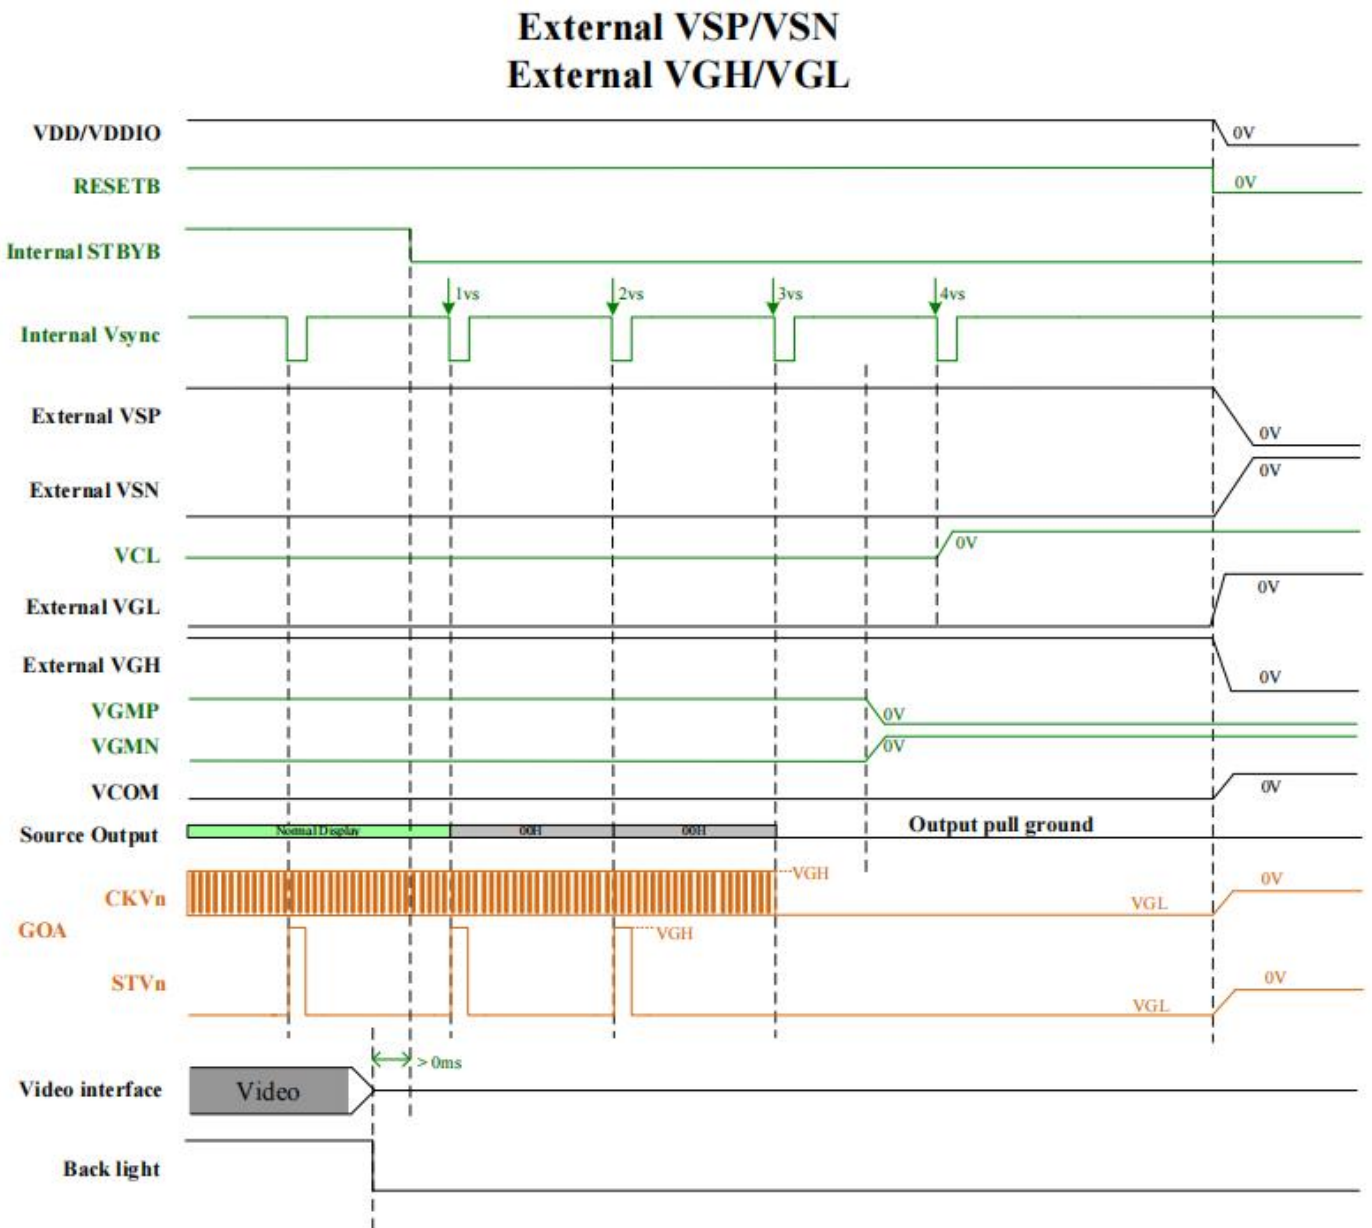 External VSP/VSN
External VGH/VGL
VDD/VDDIO
0V
RESETB
0V
Internal STBYB
1vs
2vs
3vs
4vs
Internal Vsync
External VSP
0V
External VSN
0V
VCL
0V
External VGL
0V
External VGH
0V
VGMP
0V
VGMN
0V
VCOM
0V
Source Output
Normal Display
00H
00H
Output pull ground
CKVn
VGH
VGL
0V
GOA
VGH
STVn
VGL
0V
> 0ms
Video interface
Video
Back light